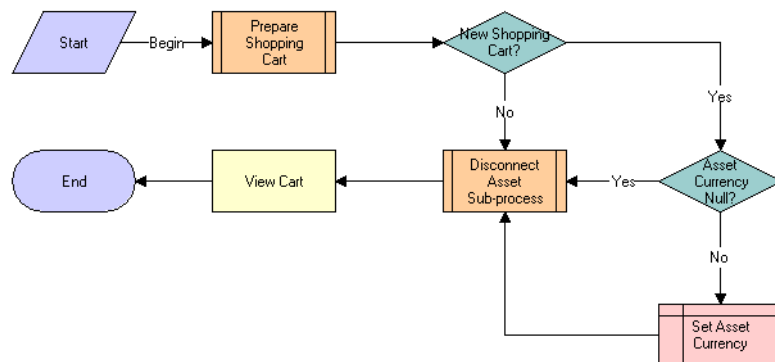 Start
Begin
Prepare
Shopping
Cart
New Shopping
Cart?
Yes
No
End
View Cart
Disconnect
Asset
Sub-process
Yes
Asset
Currency
Null?
No
Set Asset
Currency